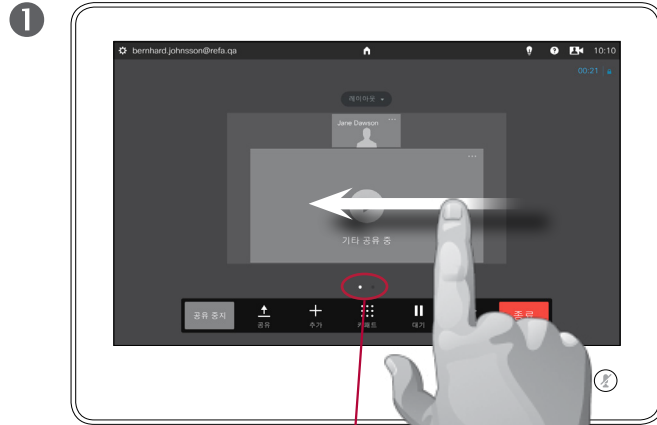 1
bernhard.johnsson@refa.qa 10:10
00:21
레이아웃
Jane Dawson
기타 공유 중
공유 중지
공유
추가
키패드
대기
종료